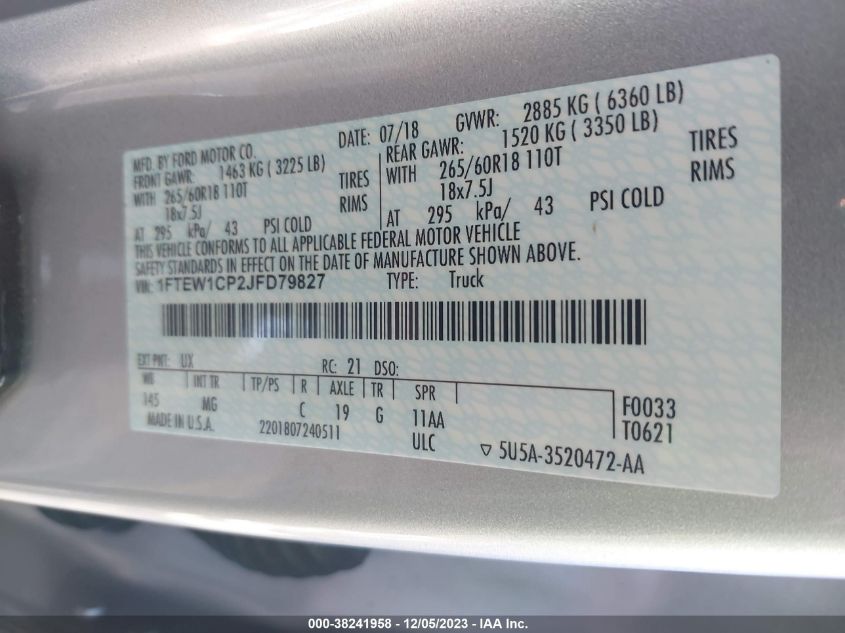 MFD. BY FORD MOTOR CO. DATE: 07/18 GVWR: 2885 KG ( 6360 LB)
FRONT GAWR: 1463 KG ( 3225 LB) REAR GAWR: 1520 KG ( 3350 LB)
WITH 265/60R18 110T TIRES WITH 265/60R18 110T TIRES
18x7.5J RIMS 18x7.5J RIMS
AT 295 kPa/ 43 PSI COLD AT 295 kPa/ 43 PSI COLD
THIS VEHICLE CONFORMS TO ALL APPLICABLE FEDERAL MOTOR VEHICLE
SAFETY STANDARDS IN EFFECT ON THE DATE OF MANUFACTURE SHOWN ABOVE.
VIN: 1FTEW1CP2JFD79827 TYPE: Truck
EXT PNT: UX RC: 21 DSO:
WB INT TR TP/PS R AXLE TR SPR
145 MG C 19 G 11AA F0033
MADE IN U.S.A. 2201807240511 ULC T0621
5U5A-3520472-AA
000-38241958 - 12/05/2023 - IAA Inc.